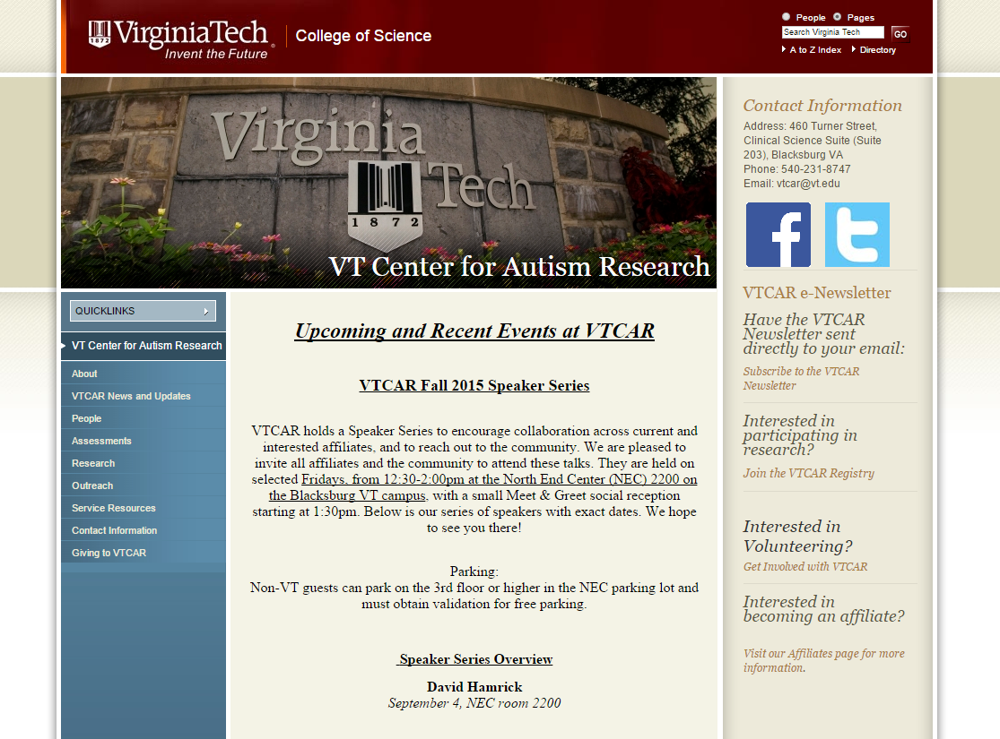 1872
VirginiaTech
Invent the Future
College of Science
People Pages
Search Virginia Tech
GO
A to Z Index Directory
Virginia
Tech
1 8 7 2
VT Center for Autism Research
QUICKLINKS
VT Center for Autism Research
About
VTCAR News and Updates
People
Assessments
Research
Outreach
Service Resources
Contact Information
Giving to VTCAR
Upcoming and Recent Events at VTCAR
VTCAR Fall 2015 Speaker Series
VTCAR holds a Speaker Series to encourage collaboration across current and
interested affiliates, and to reach out to the community. We are pleased to
invite all affiliates and the community to attend these talks. They are held on
selected Fridays, from 12:30-2:00pm at the North End Center (NEC) 2200 on
the Blacksburg VT campus, with a small Meet & Greet social reception
starting at 1:30pm. Below is our series of speakers with exact dates. We hope
to see you there!
Parking:
Non-VT guests can park on the 3rd floor or higher in the NEC parking lot and
must obtain validation for free parking.
Speaker Series Overview
David Hamrick
September 4, NEC room 2200
Contact Information
Address: 460 Turner Street,
Clinical Science Suite (Suite
203), Blacksburg VA
Phone: 540-231-8747
Email: vtcar@vt.edu
VTCAR e-Newsletter
Have the VTCAR
Newsletter sent
directly to your email:
Subscribe to the VTCAR
Newsletter
Interested in
participating in
research?
Join the VTCAR Registry
Interested in
Volunteering?
Get Involved with VTCAR
Interested in
becoming an affiliate?
Visit our Affiliates page for more
information.